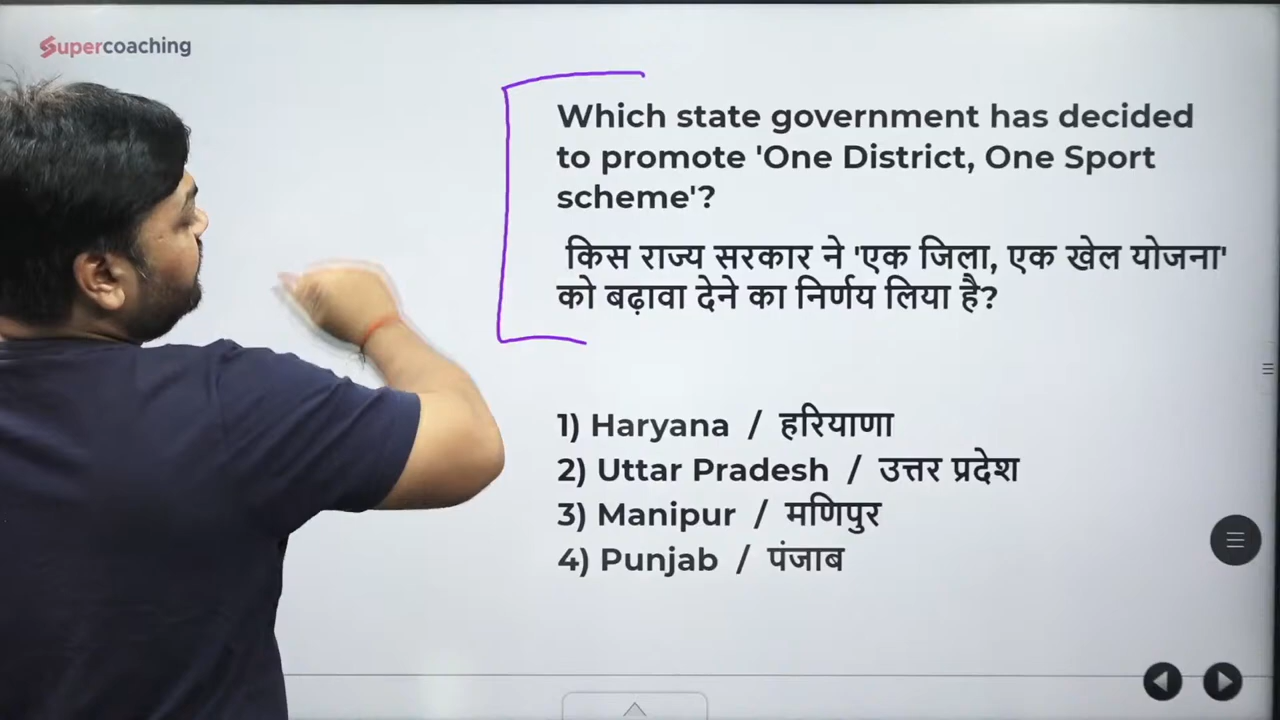 Supercoaching
Which state government has decided
to promote 'One District, One Sport
scheme'?
किस राज्य सरकार ने 'एक जिला, एक खेल योजना'
को बढ़ावा देने का निर्णय लिया है?
1) Haryana / हरियाणा
2) Uttar Pradesh / उत्तर प्रदेश
3) Manipur / मणिपुर
4) Punjab / पंजाब